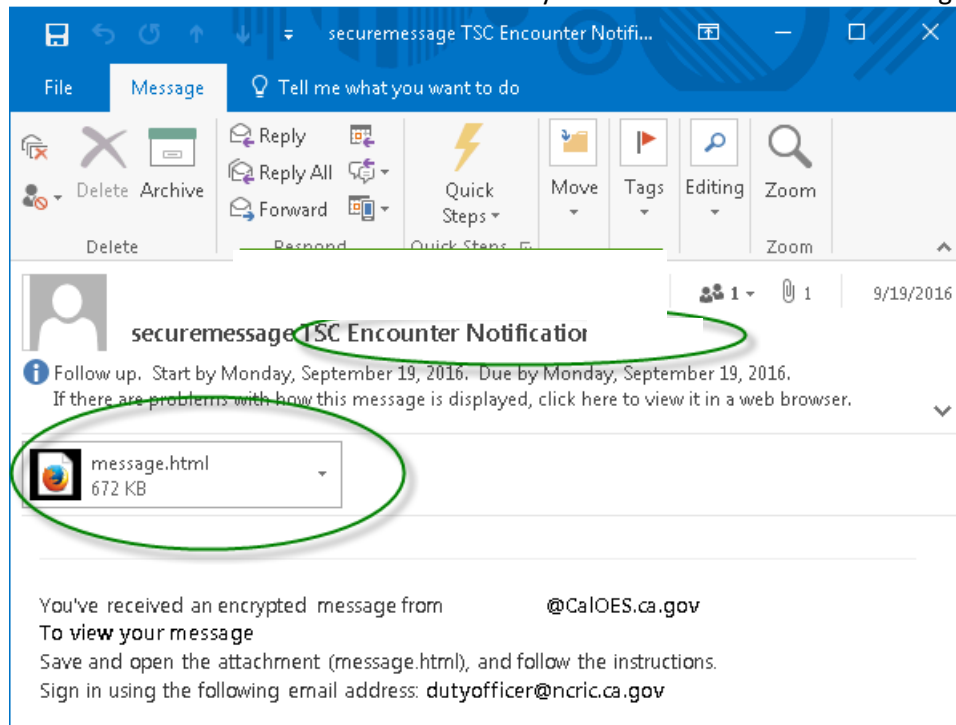 securemessage TSC Encounter Notifi...
File Message Tell me what you want to do
Reply
Reply All
Forward
Delete Archive
Quick Steps
Move
Tags
Editing
Zoom
Delete Respond Quick Steps Zoom
1 1 9/19/2016
securemessage TSC Encounter Notification
Follow up. Start by Monday, September 19, 2016. Due by Monday, September 19, 2016.
If there are problems with how this message is displayed, click here to view it in a web browser.
message.html
672 KB
You've received an encrypted message from @CalOES.ca.gov
To view your message
Save and open the attachment (message.html), and follow the instructions.
Sign in using the following email address: dutyofficer@ncric.ca.gov